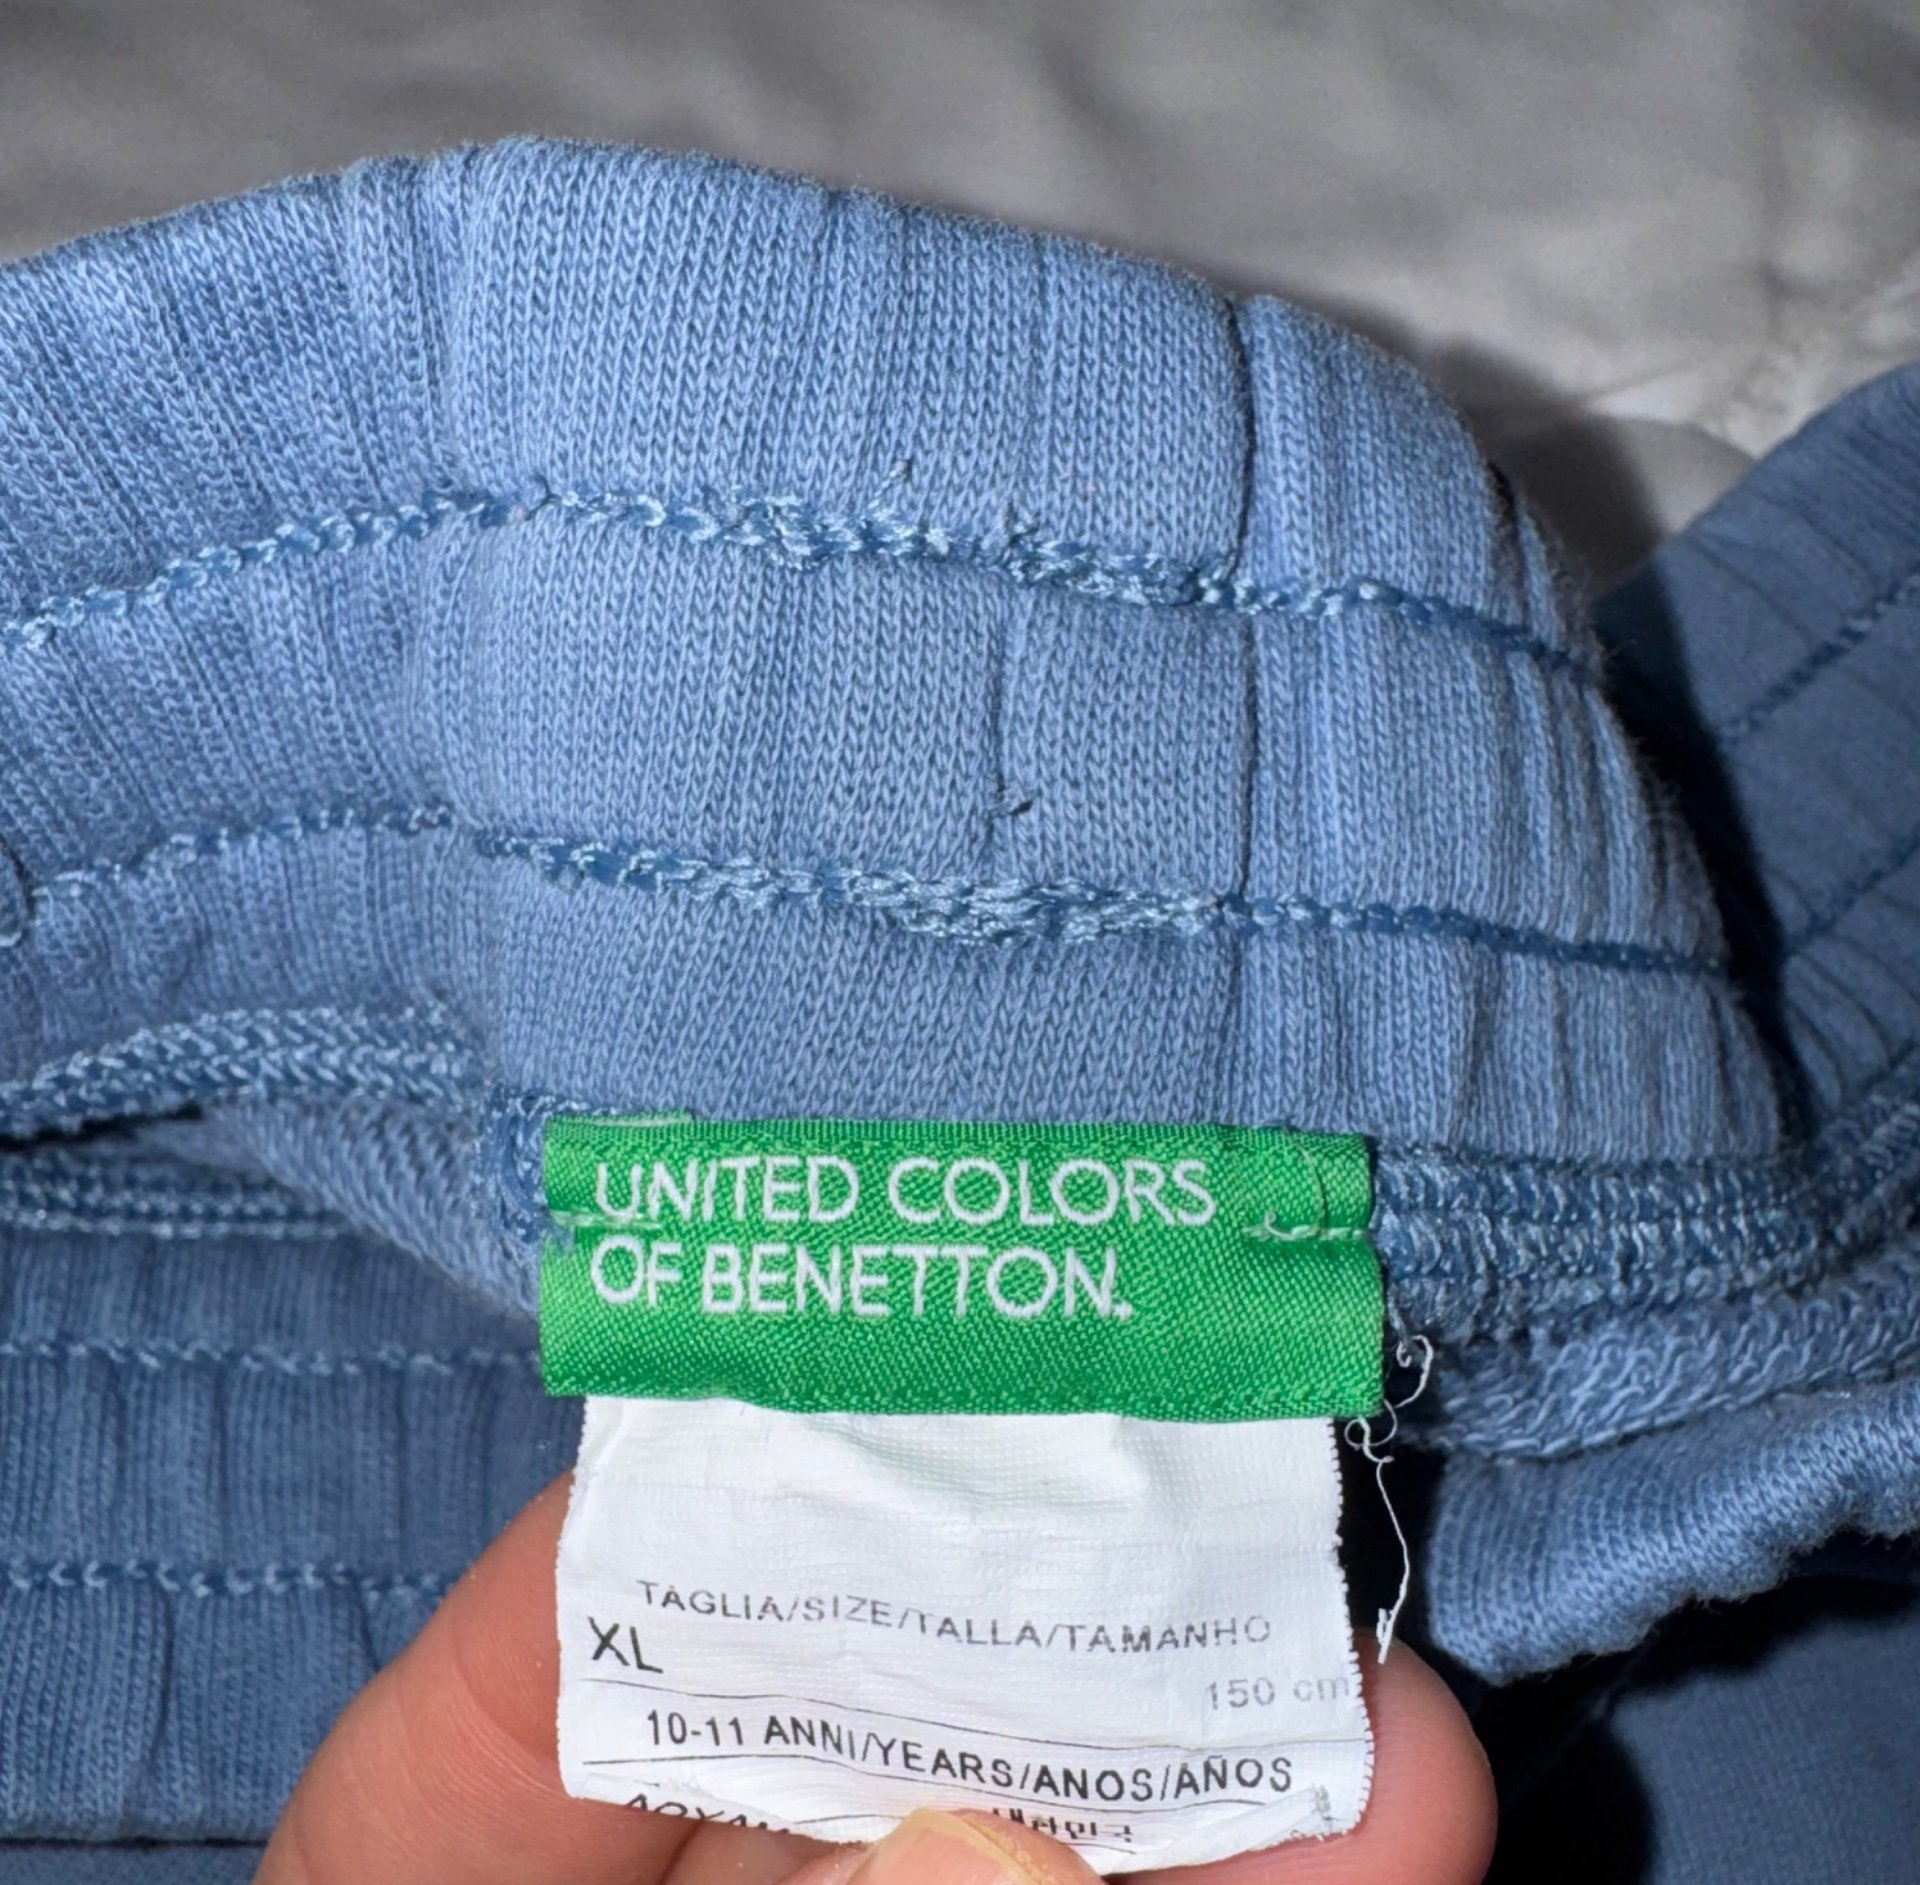 UNITED COLORS
OF BENETTON.
TAGLIA/SIZE/TALLA/TAMANHO
XL
150 cm
10-11 ANNI/YEARS/ANOS/AÑOS